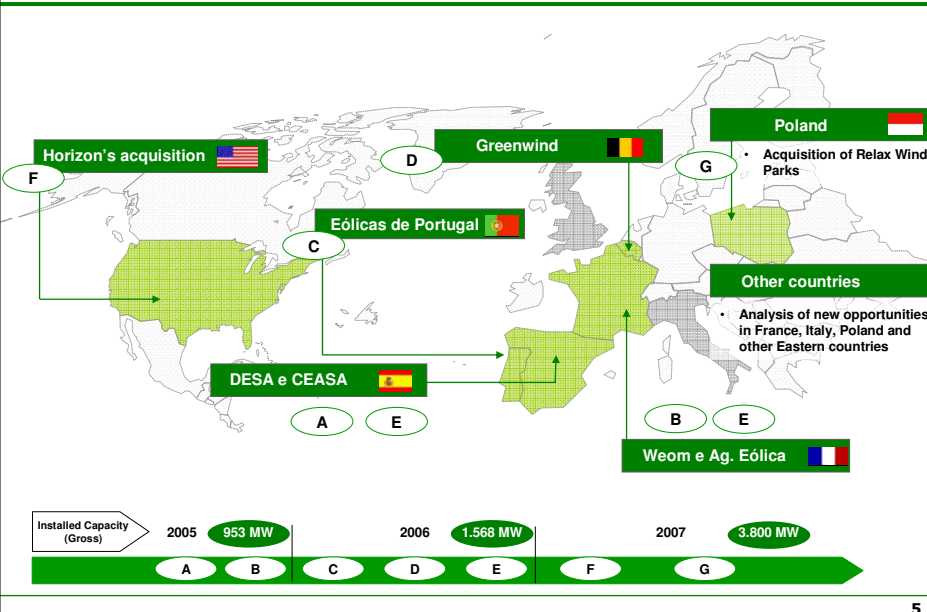 Poland
Horizon's acquisition
Greenwind
D
G
• Acquisition of Relax Wind
Parks
F
Eólicas de Portugal
C
Other countries
• Analysis of new opportunities
in France, Italy, Poland and
other Eastern countries
DESA e CEASA
A
E
B
E
Weom e Ag. Eólica
Installed Capacity
(Gross)
2005
953 MW
2006
1.568 MW
2007
3.800 MW
A
B
C
D
E
F
G
5